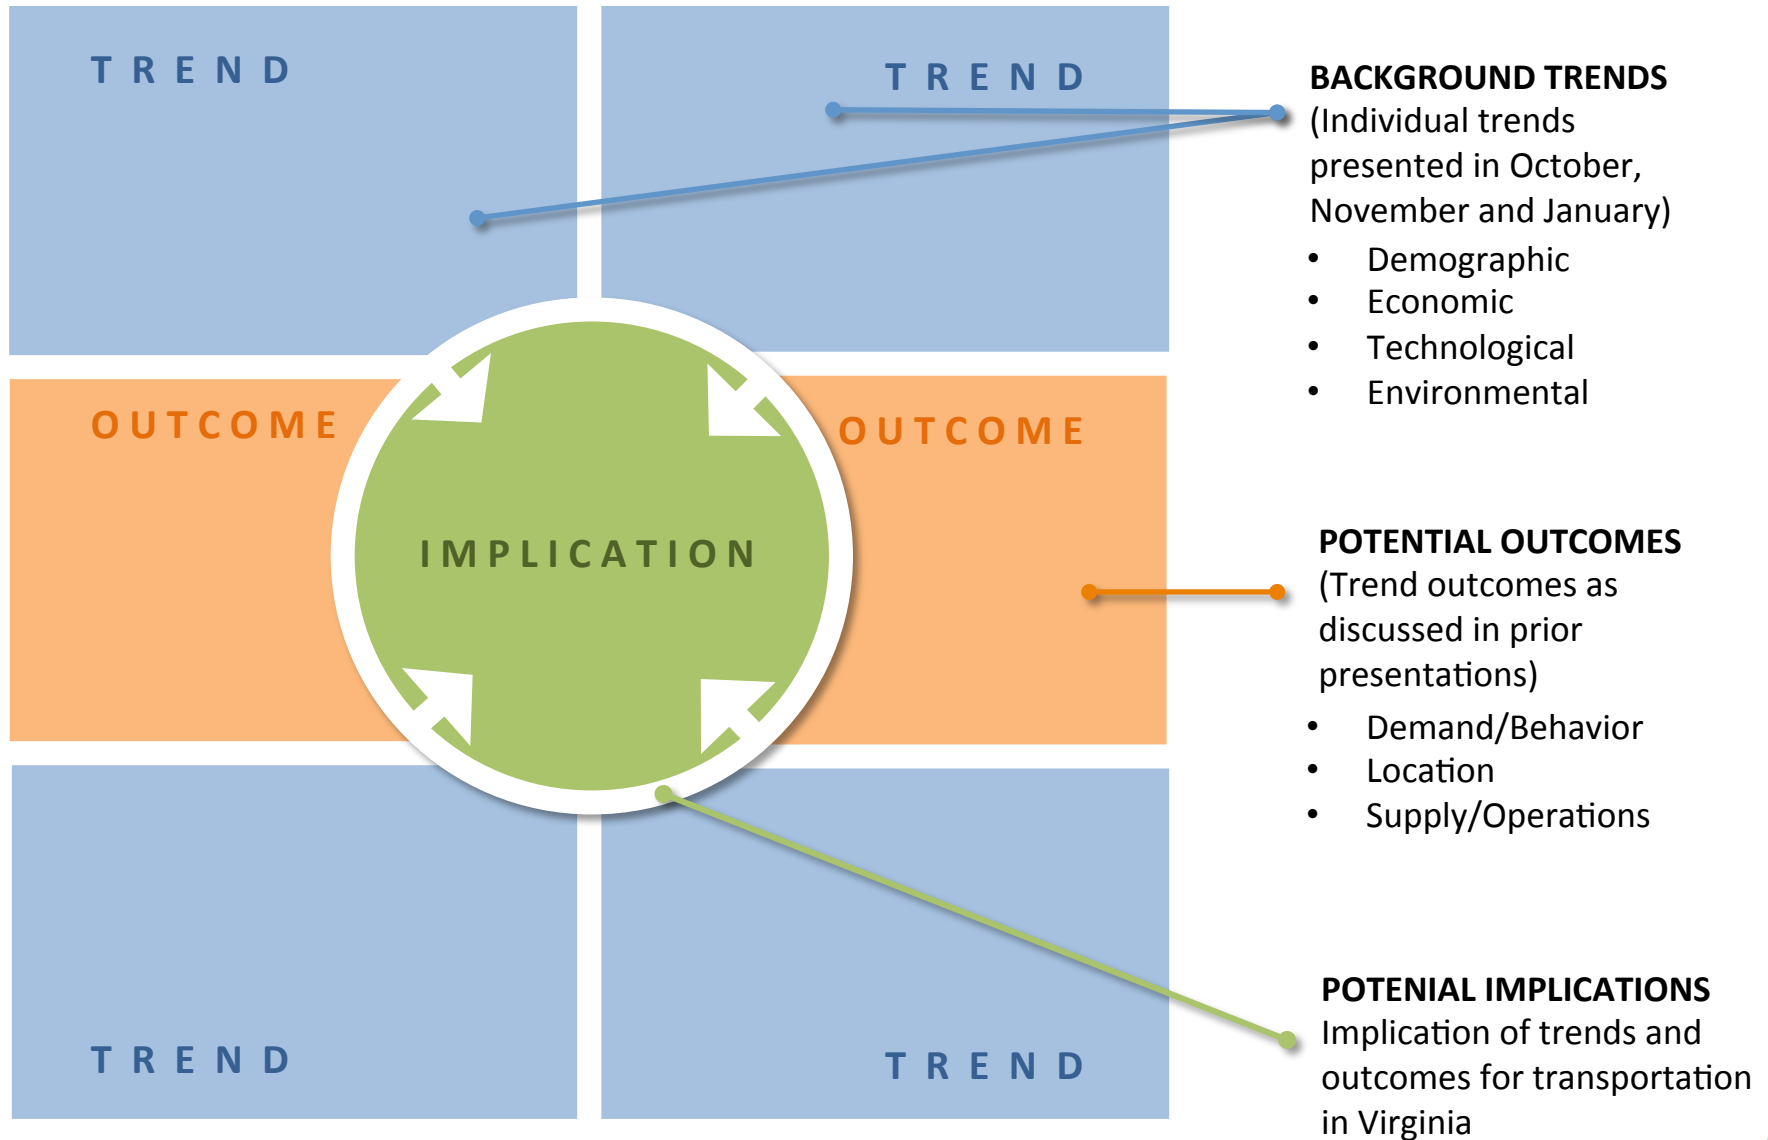 TREND
TREND
OUTCOME
OUTCOME
IMPLICATION
TREND
TREND
BACKGROUND TRENDS
(Individual trends
presented in October,
November and January)
• Demographic
• Economic
• Technological
• Environmental
POTENTIAL OUTCOMES
(Trend outcomes as
discussed in prior
presentations)
• Demand/Behavior
• Location
• Supply/Operations
POTENIAL IMPLICATIONS
Implication of trends and
outcomes for transportation
in Virginia